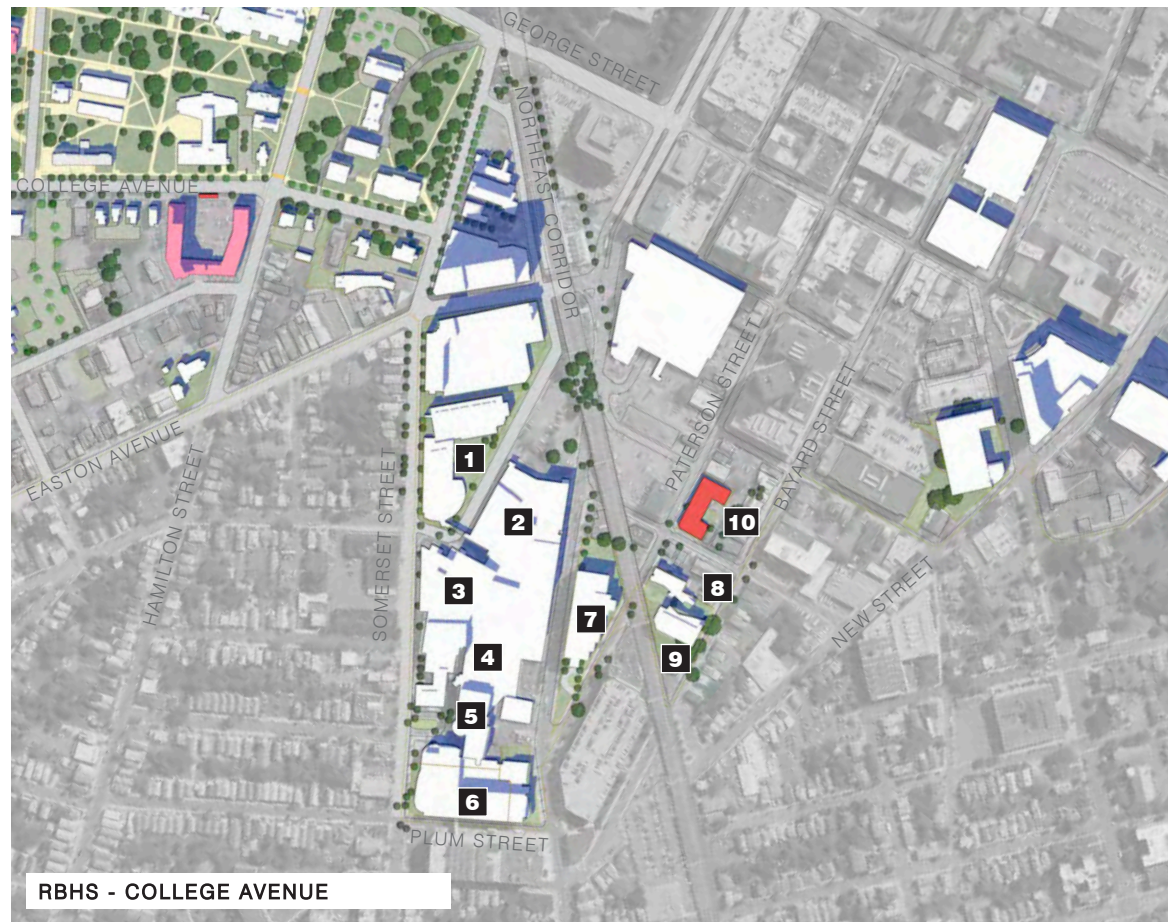 GEORGE STREET
NORTHEAST CORRIDOR
COLLEGE AVENUE
PATERSON STREET
BAYARD STREET
EASTON AVENUE
HAMILTON STREET
SOMERSET STREET
1
2
10
3
8
7
NEW STREET
4
9
5
6
PLUM STREET
RBHS - COLLEGE AVENUE